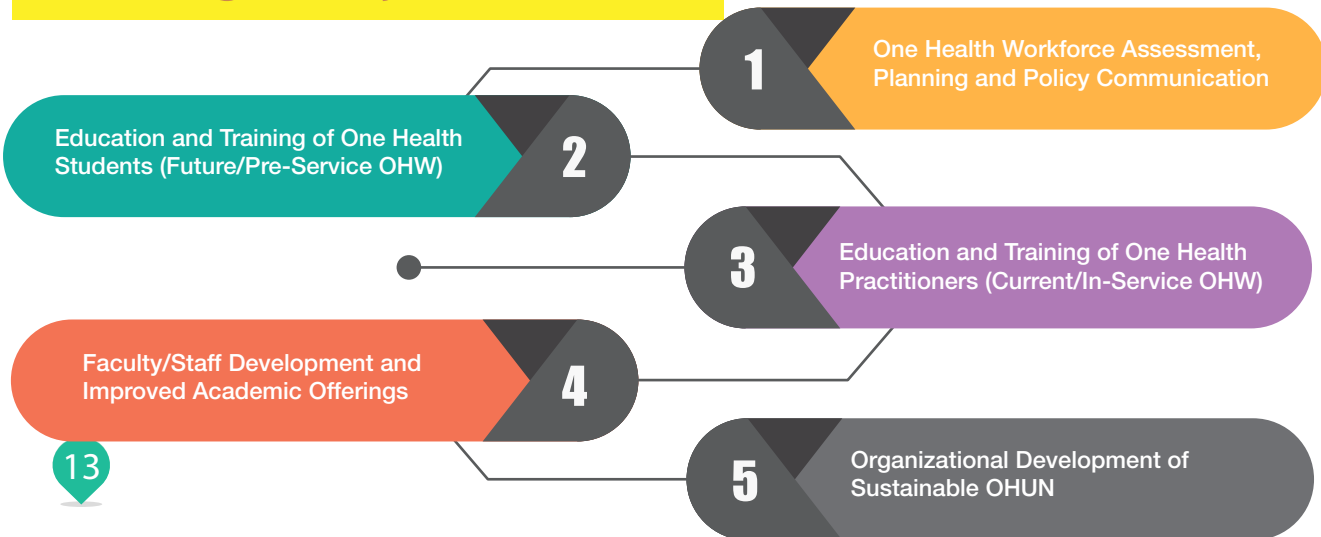 1
One Health Workforce Assessment,
Planning and Policy Communication
Education and Training of One Health
Students (Future/Pre-Service OHW)
2
3
Education and Training of One Health
Practitioners (Current/In-Service OHW)
Faculty/Staff Development and
Improved Academic Offerings
4
13
5
Organizational Development of
Sustainable OHUN